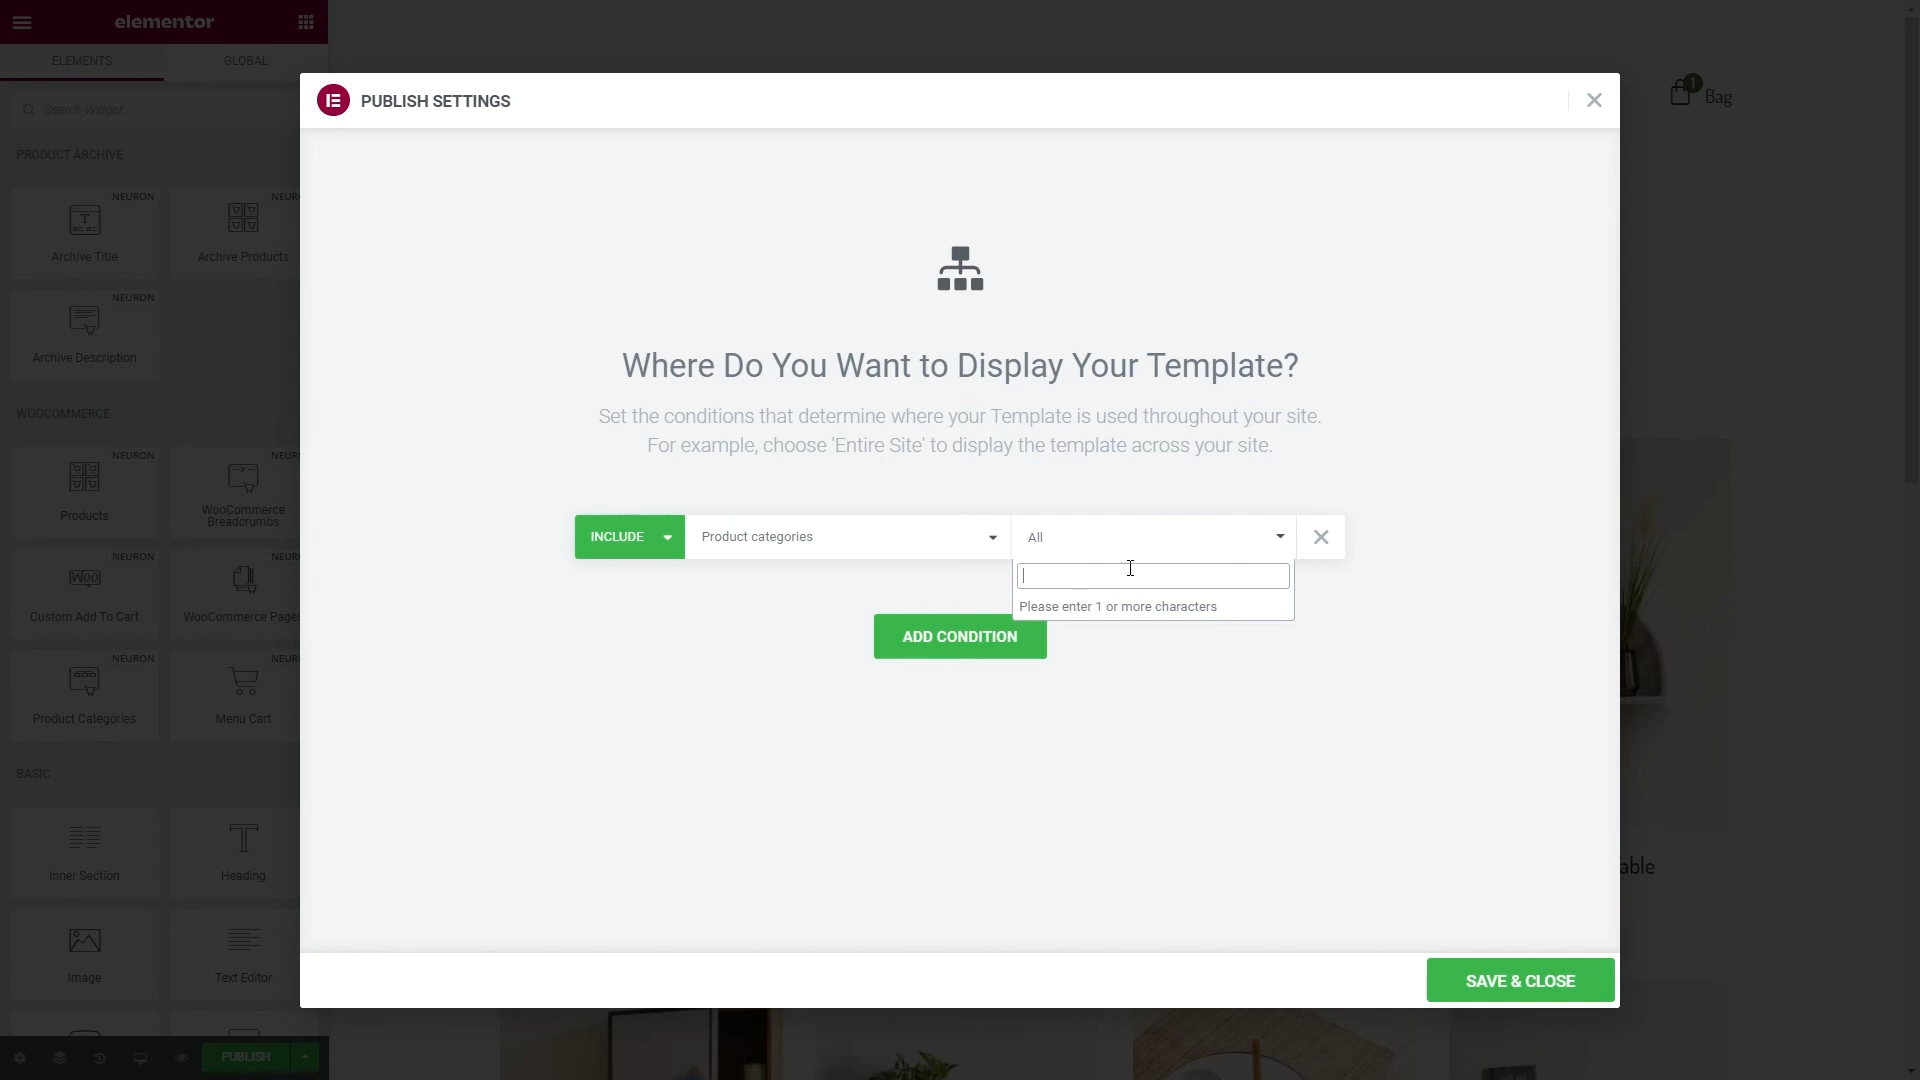 elementor
ELEMENTS
GLOBAL
Search Widget...
PRODUCT ARCHIVE
NEURON
Archive Title
Archive Products
NEURON
Archive Description
WOOCOMMERCE
NEURON
Products
WooCommerce
Breadcrumbs
NEURON
Custom Add To Cart
WooCommerce Pages
NEURON
Product Categories
Menu Cart
BASIC
Inner Section
Heading
Image
Text Editor
PUBLISH
PUBLISH SETTINGS
Where Do You Want to Display Your Template?
Set the conditions that determine where your Template is used throughout your site.
For example, choose 'Entire Site' to display the template across your site.
INCLUDE
Product categories
All
Please enter 1 or more characters
ADD CONDITION
SAVE & CLOSE
1
Bag